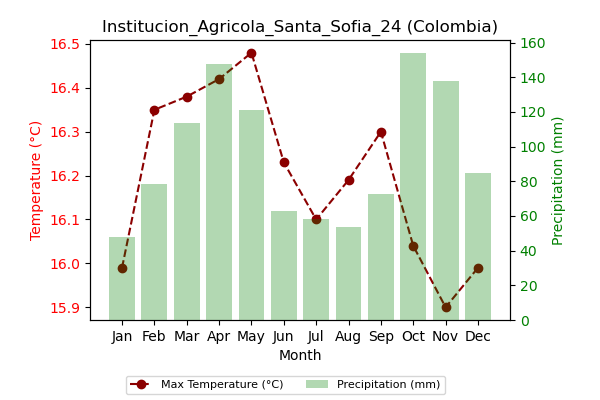 Institucion_Agricola_Santa_Sofia_24 (Colombia)
Temperature (°C)
16.5
16.4
16.3
16.2
16.1
16.0
15.9
160
140
120
100
80
60
40
20
0
Precipitation (mm)
Jan Feb Mar Apr May Jun Jul Aug Sep Oct Nov Dec
Month
Max Temperature (°C) Precipitation (mm)